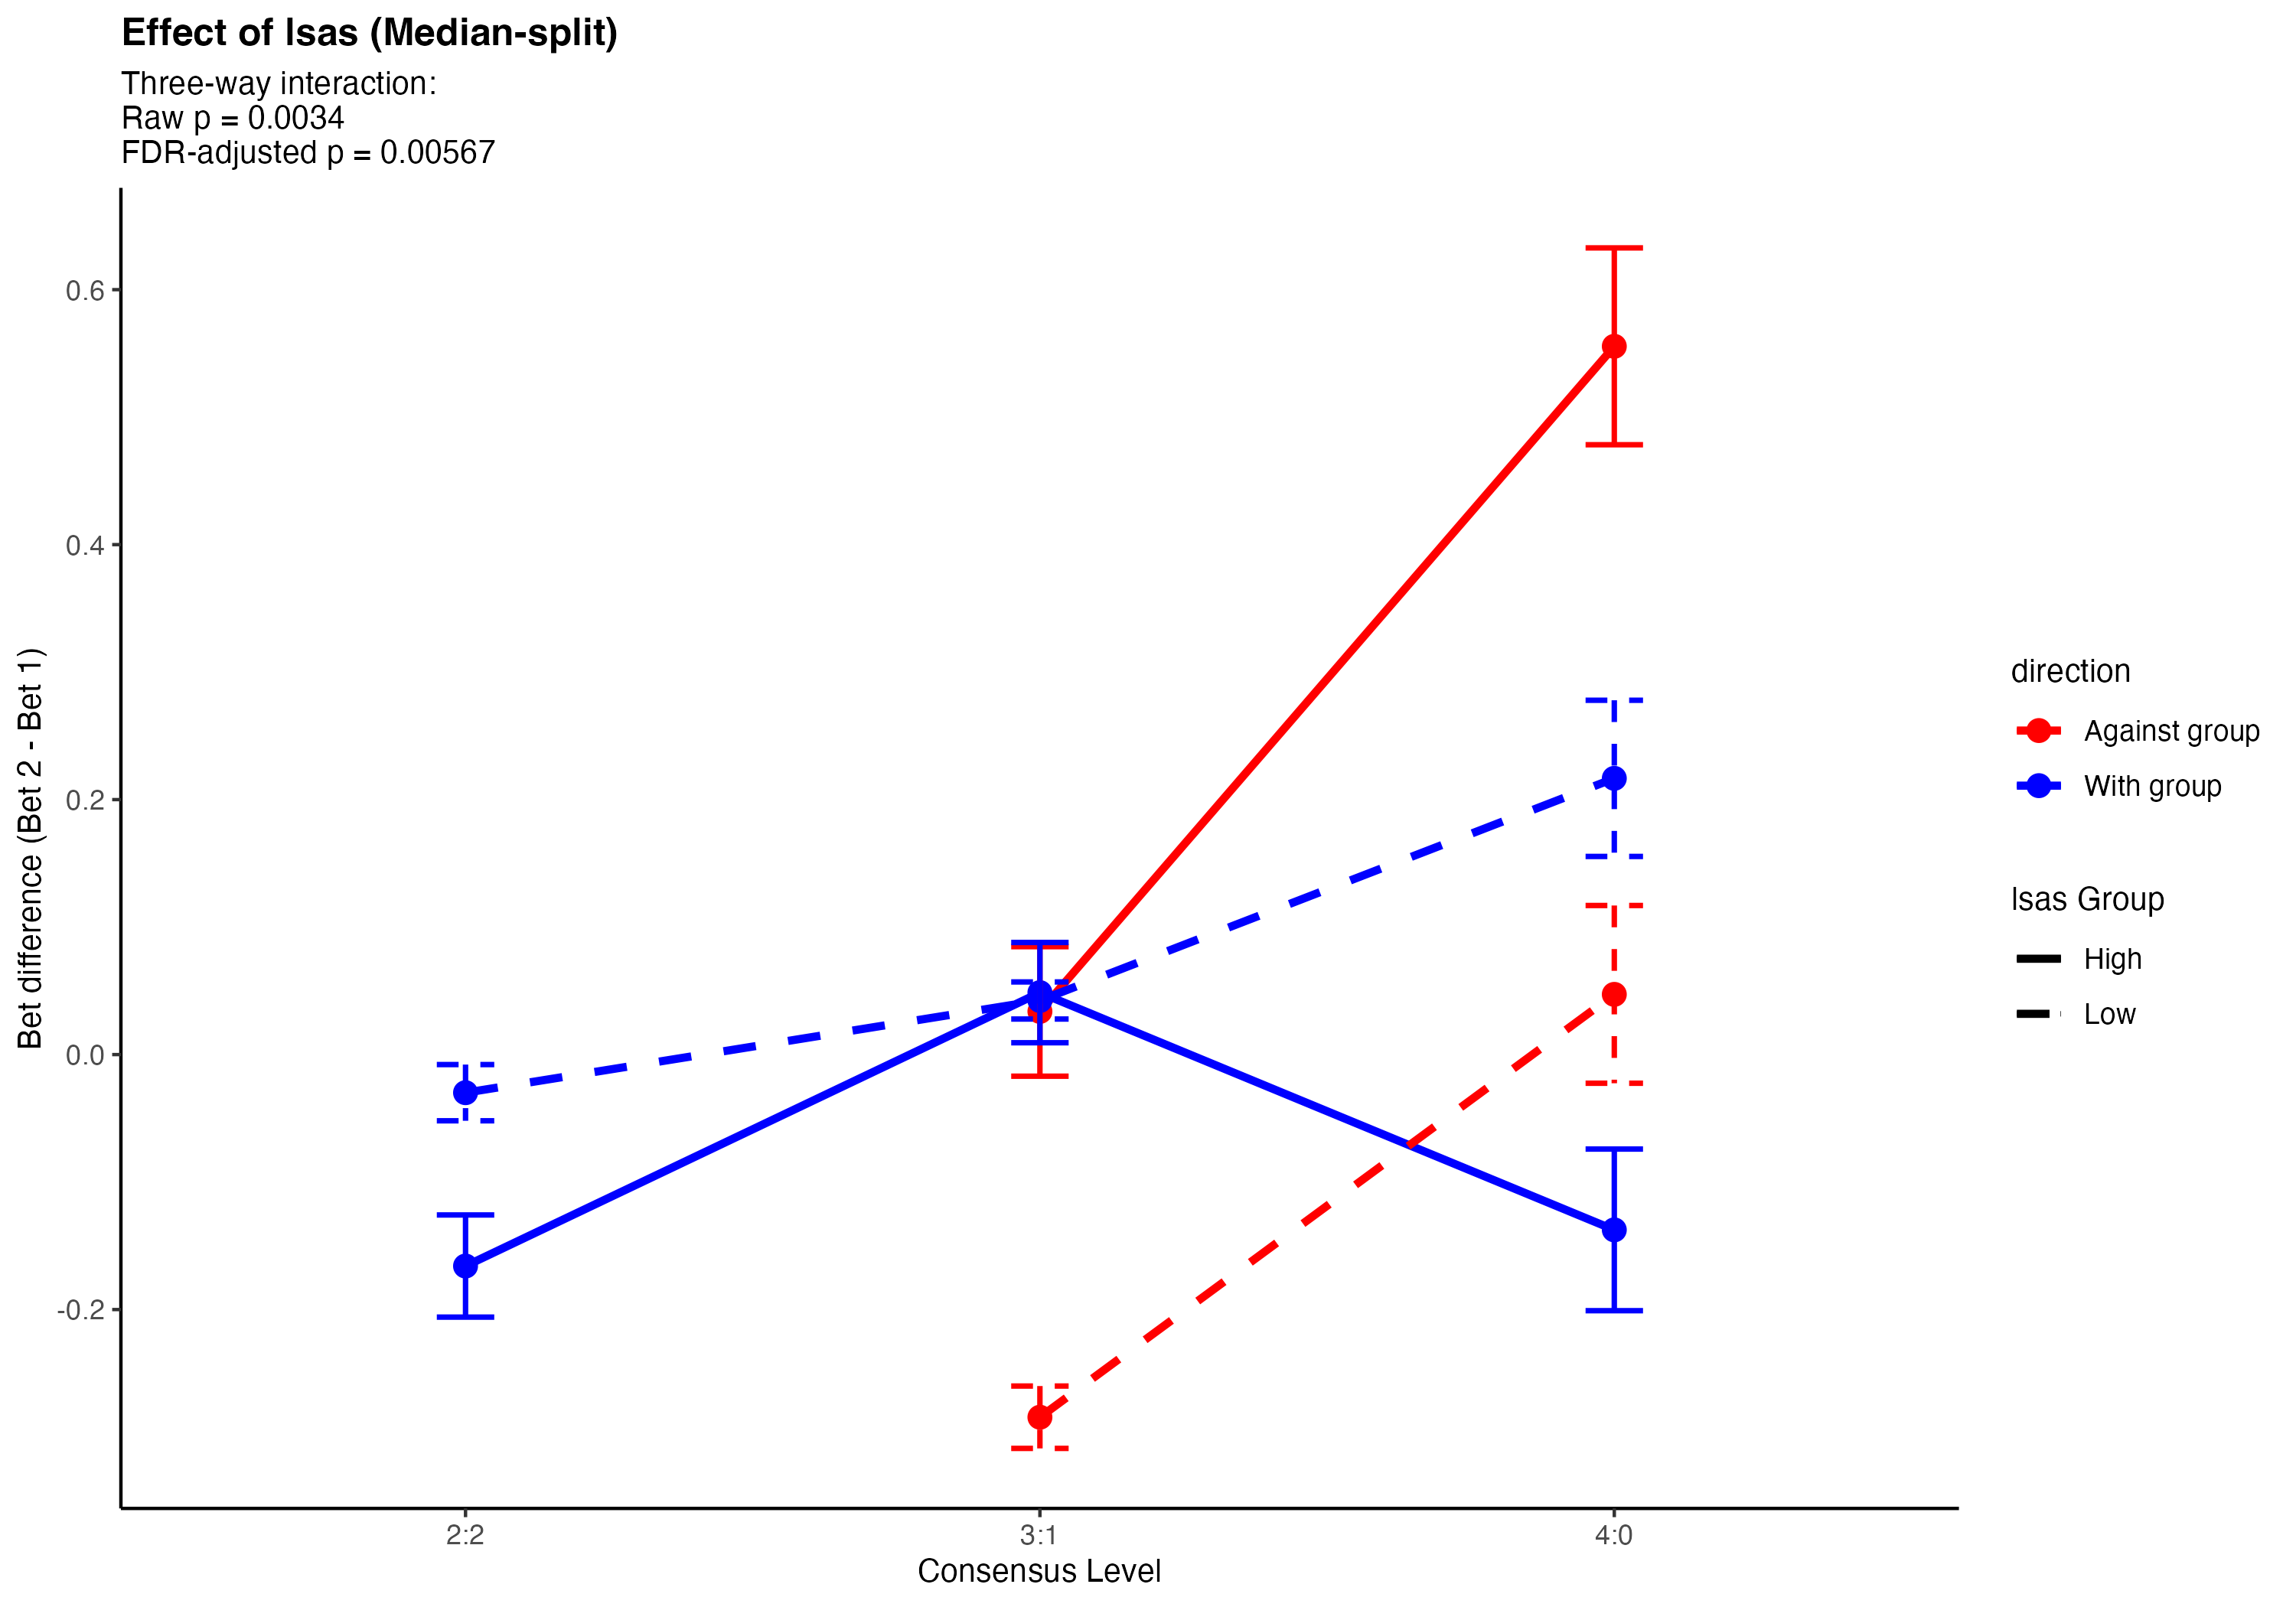 Effect of lsas (Median-split)
Three-way interaction:
Raw p = 0.0034
FDR-adjusted p = 0.00567
Bet difference (Bet 2 - Bet 1)
0.6
0.4
0.2
0.0
-0.2
2:2
3:1
4:0
Consensus Level
direction
Against group
With group
lsas Group
High
Low